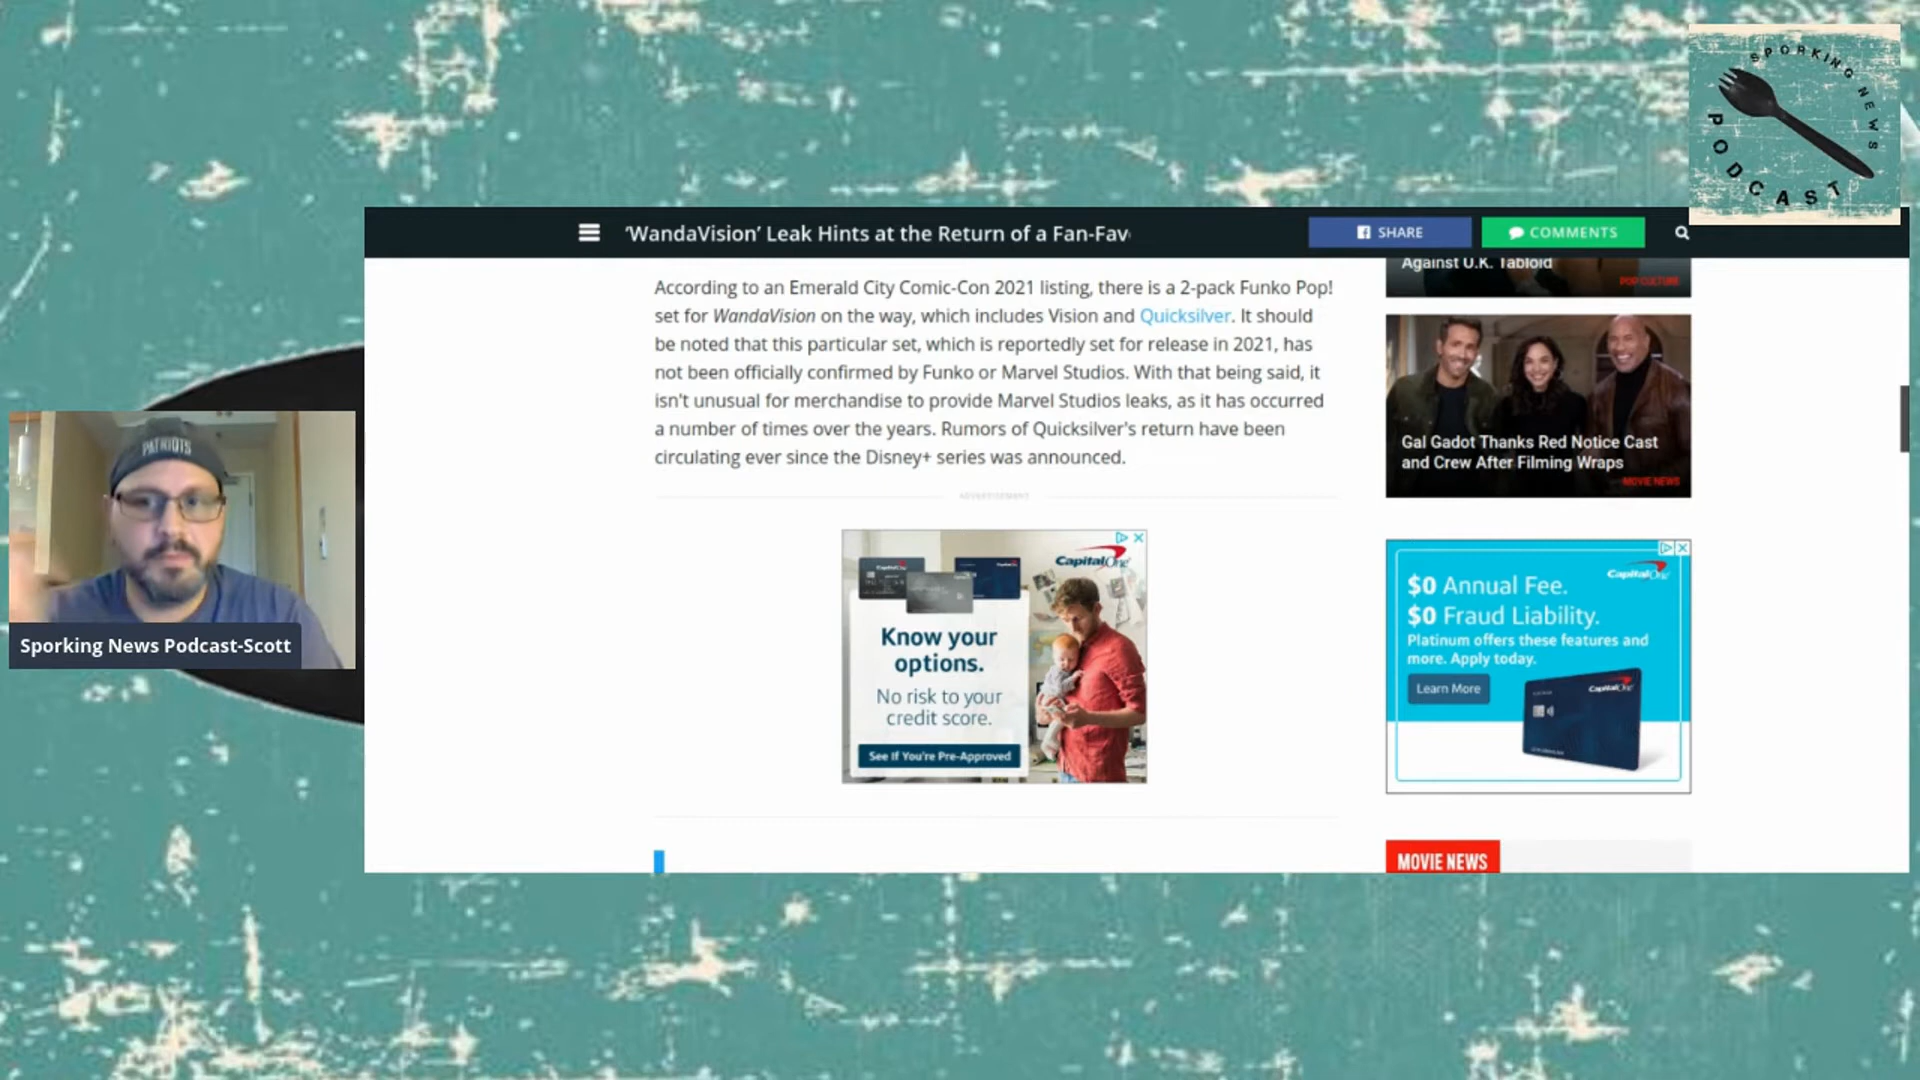 SPORKING NEWS
PODCAST
'WandaVision' Leak Hints at the Return of a Fan-Fav
SHARE
COMMENTS
According to an Emerald City Comic-Con 2021 listing, there is a 2-pack Funko Pop!
set for WandaVision on the way, which includes Vision and Quicksilver. It should
be noted that this particular set, which is reportedly set for release in 2021, has
not been officially confirmed by Funko or Marvel Studios. With that being said, it
isn't unusual for merchandise to provide Marvel Studios leaks, as it has occurred
a number of times over the years. Rumors of Quicksilver's return have been
circulating ever since the Disney+ series was announced.
ADVERTISEMENT
Against U.K. Tabloid
POP CULTURE
Gal Gadot Thanks Red Notice Cast
and Crew After Filming Wraps
MOVIE NEWS
PATRIOTS
Sporking News Podcast-Scott
CapitalOne
CapitalOne
Know your
options.
No risk to your
credit score.
See If You're Pre-Approved
CapitalOne
$0 Annual Fee.
$0 Fraud Liability.
Platinum offers these features and
more. Apply today.
Learn More
CapitalOne
MOVIE NEWS